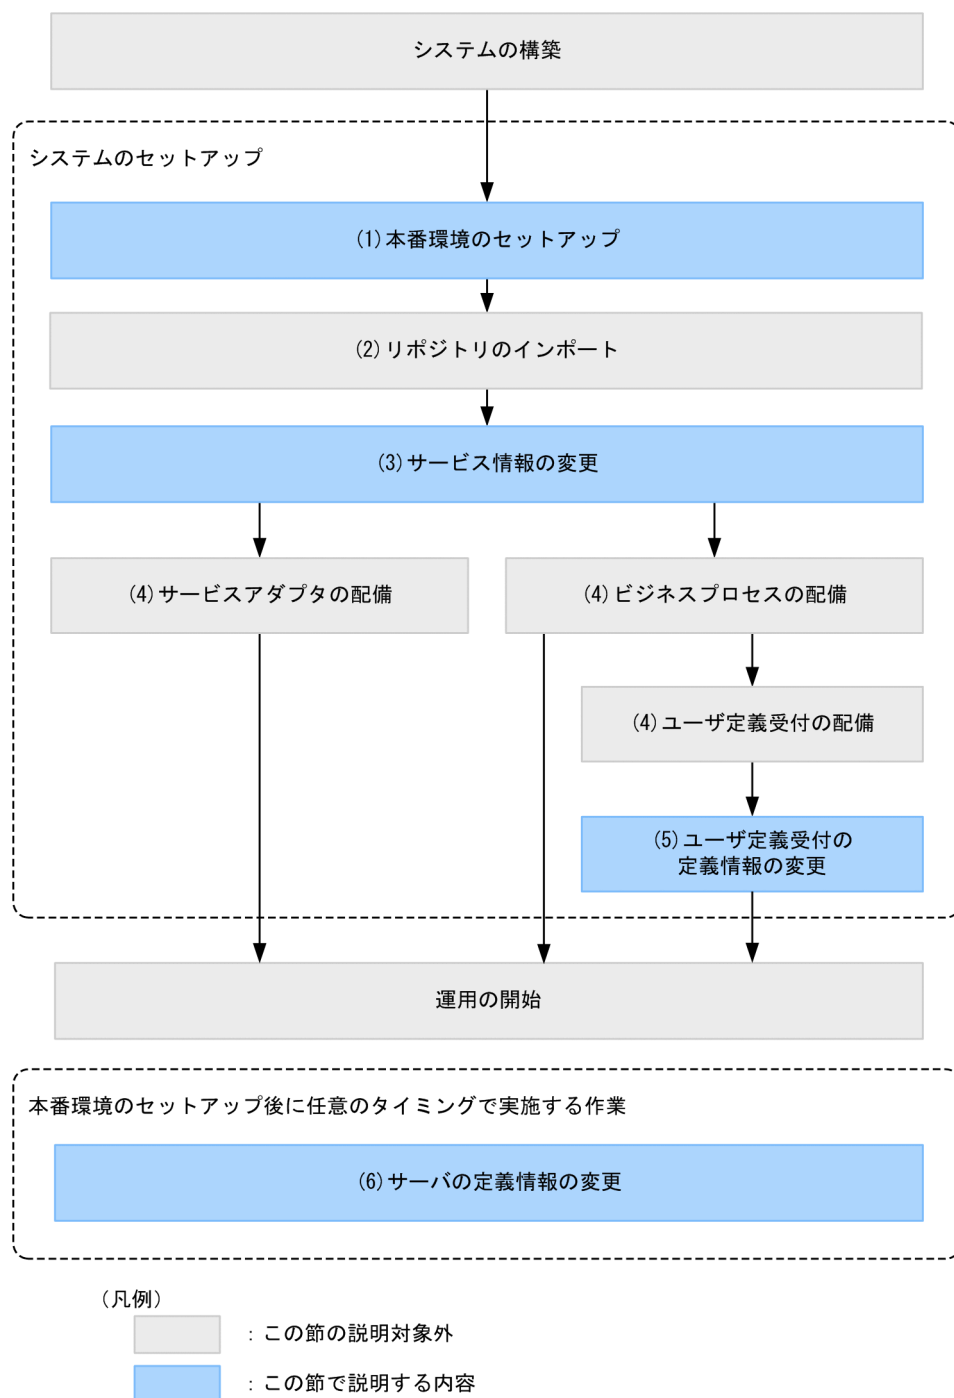 システムの構築
システムのセットアップ
(1)本番環境のセットアップ
(2)リポジトリのインポート
(3)サービス情報の変更
(4)サービスアダプタの配備
(4)ビジネスプロセスの配備
(4)ユーザ定義受付の配備
(5)ユーザ定義受付の
定義情報の変更
運用の開始
本番環境のセットアップ後に任意のタイミングで実施する作業
(6)サーバの定義情報の変更
(凡例)
：この節の説明対象外
：この節で説明する内容